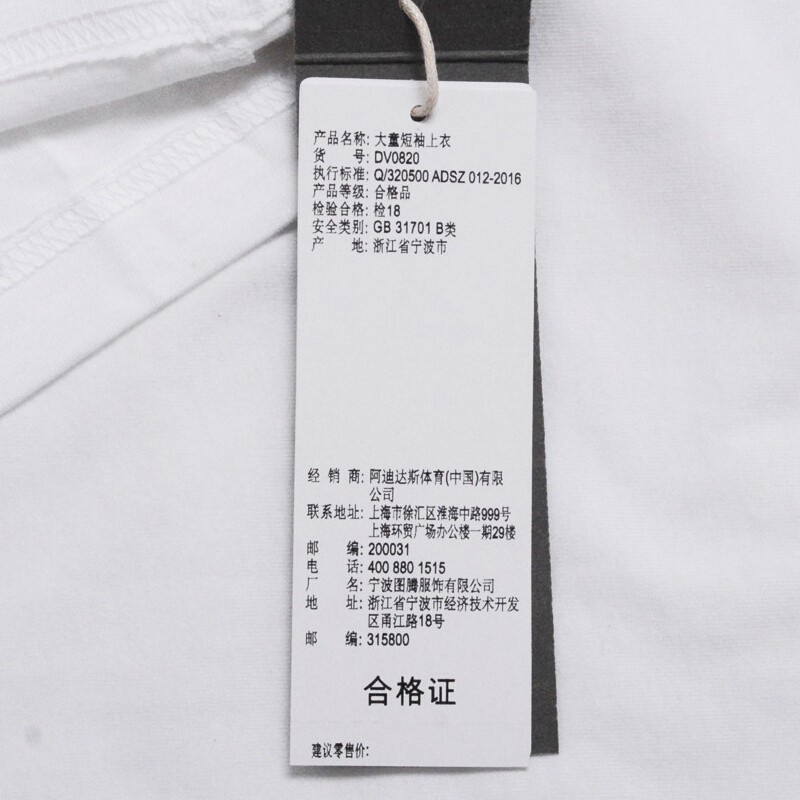 产品名称: 大童短袖上衣
货 号: DV0820
执行标准: Q/320500 ADSZ 012-2016
产品等级: 合格品
检验合格: 检18
安全类别: GB 31701 B类
产 地: 浙江省宁波市
经 销 商: 阿迪达斯体育(中国)有限
公司
联系地址: 上海市徐汇区淮海中路999号
上海环贸广场办公楼一期29楼
邮 编: 200031
电 话: 400 880 1515
厂 名: 宁波图腾服饰有限公司
地 址: 浙江省宁波市经济技术开发
区甬江路18号
邮 编: 315800
合格证
建议零售价: